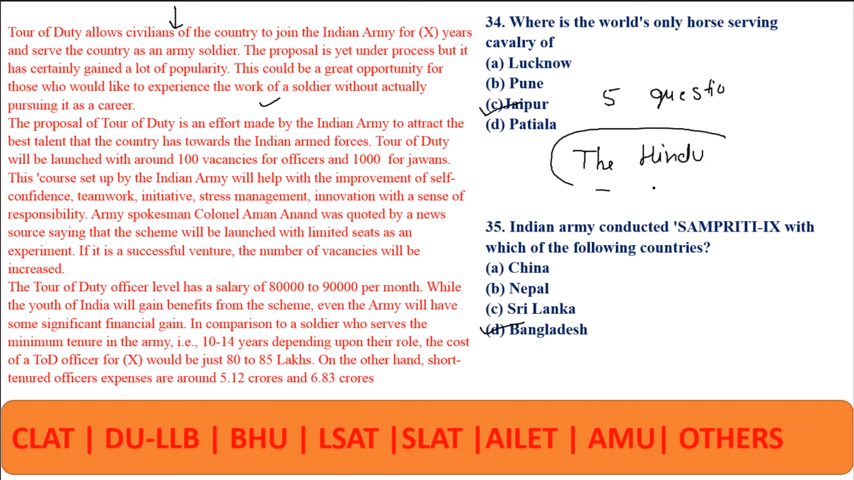 Tour of Duty allows civilians of the country to join the Indian Army for (X) years
and serve the country as an army soldier. The proposal is yet under process but it
has certainly gained a lot of popularity. This could be a great opportunity for
those who would like to experience the work of a soldier without actually
pursuing it as a career.
The proposal of Tour of Duty is an effort made by the Indian Army to attract the
best talent that the country has towards the Indian armed forces. Tour of Duty
will be launched with around 100 vacancies for officers and 1000 for jawans.
This 'course set up by the Indian Army will help with the improvement of self-
confidence, teamwork, initiative, stress management, innovation with a sense of
responsibility. Army spokesman Colonel Aman Anand was quoted by a news
source saying that the scheme will be launched with limited seats as an
experiment. If it is a successful venture, the number of vacancies will be
increased.
The Tour of Duty officer level has a salary of 80000 to 90000 per month. While
the youth of India will gain benefits from the scheme, even the Army will have
some significant financial gain. In comparison to a soldier who serves the
minimum tenure in the army, i.e., 10-14 years depending upon their role, the cost
of a ToD officer for (X) would be just 80 to 85 Lakhs. On the other hand, short-
tenured officers expenses are around 5.12 crores and 6.83 crores
34. Where is the world's only horse serving
cavalry of
(a) Lucknow
(b) Pune
(c) Jaipur
(d) Patiala
5 questio
The Hindu
35. Indian army conducted 'SAMPRITI-IX with
which of the following countries?
(a) China
(b) Nepal
(c) Sri Lanka
(d) Bangladesh
CLAT | DU-LLB | BHU | LSAT |SLAT |AILET | AMU | OTHERS